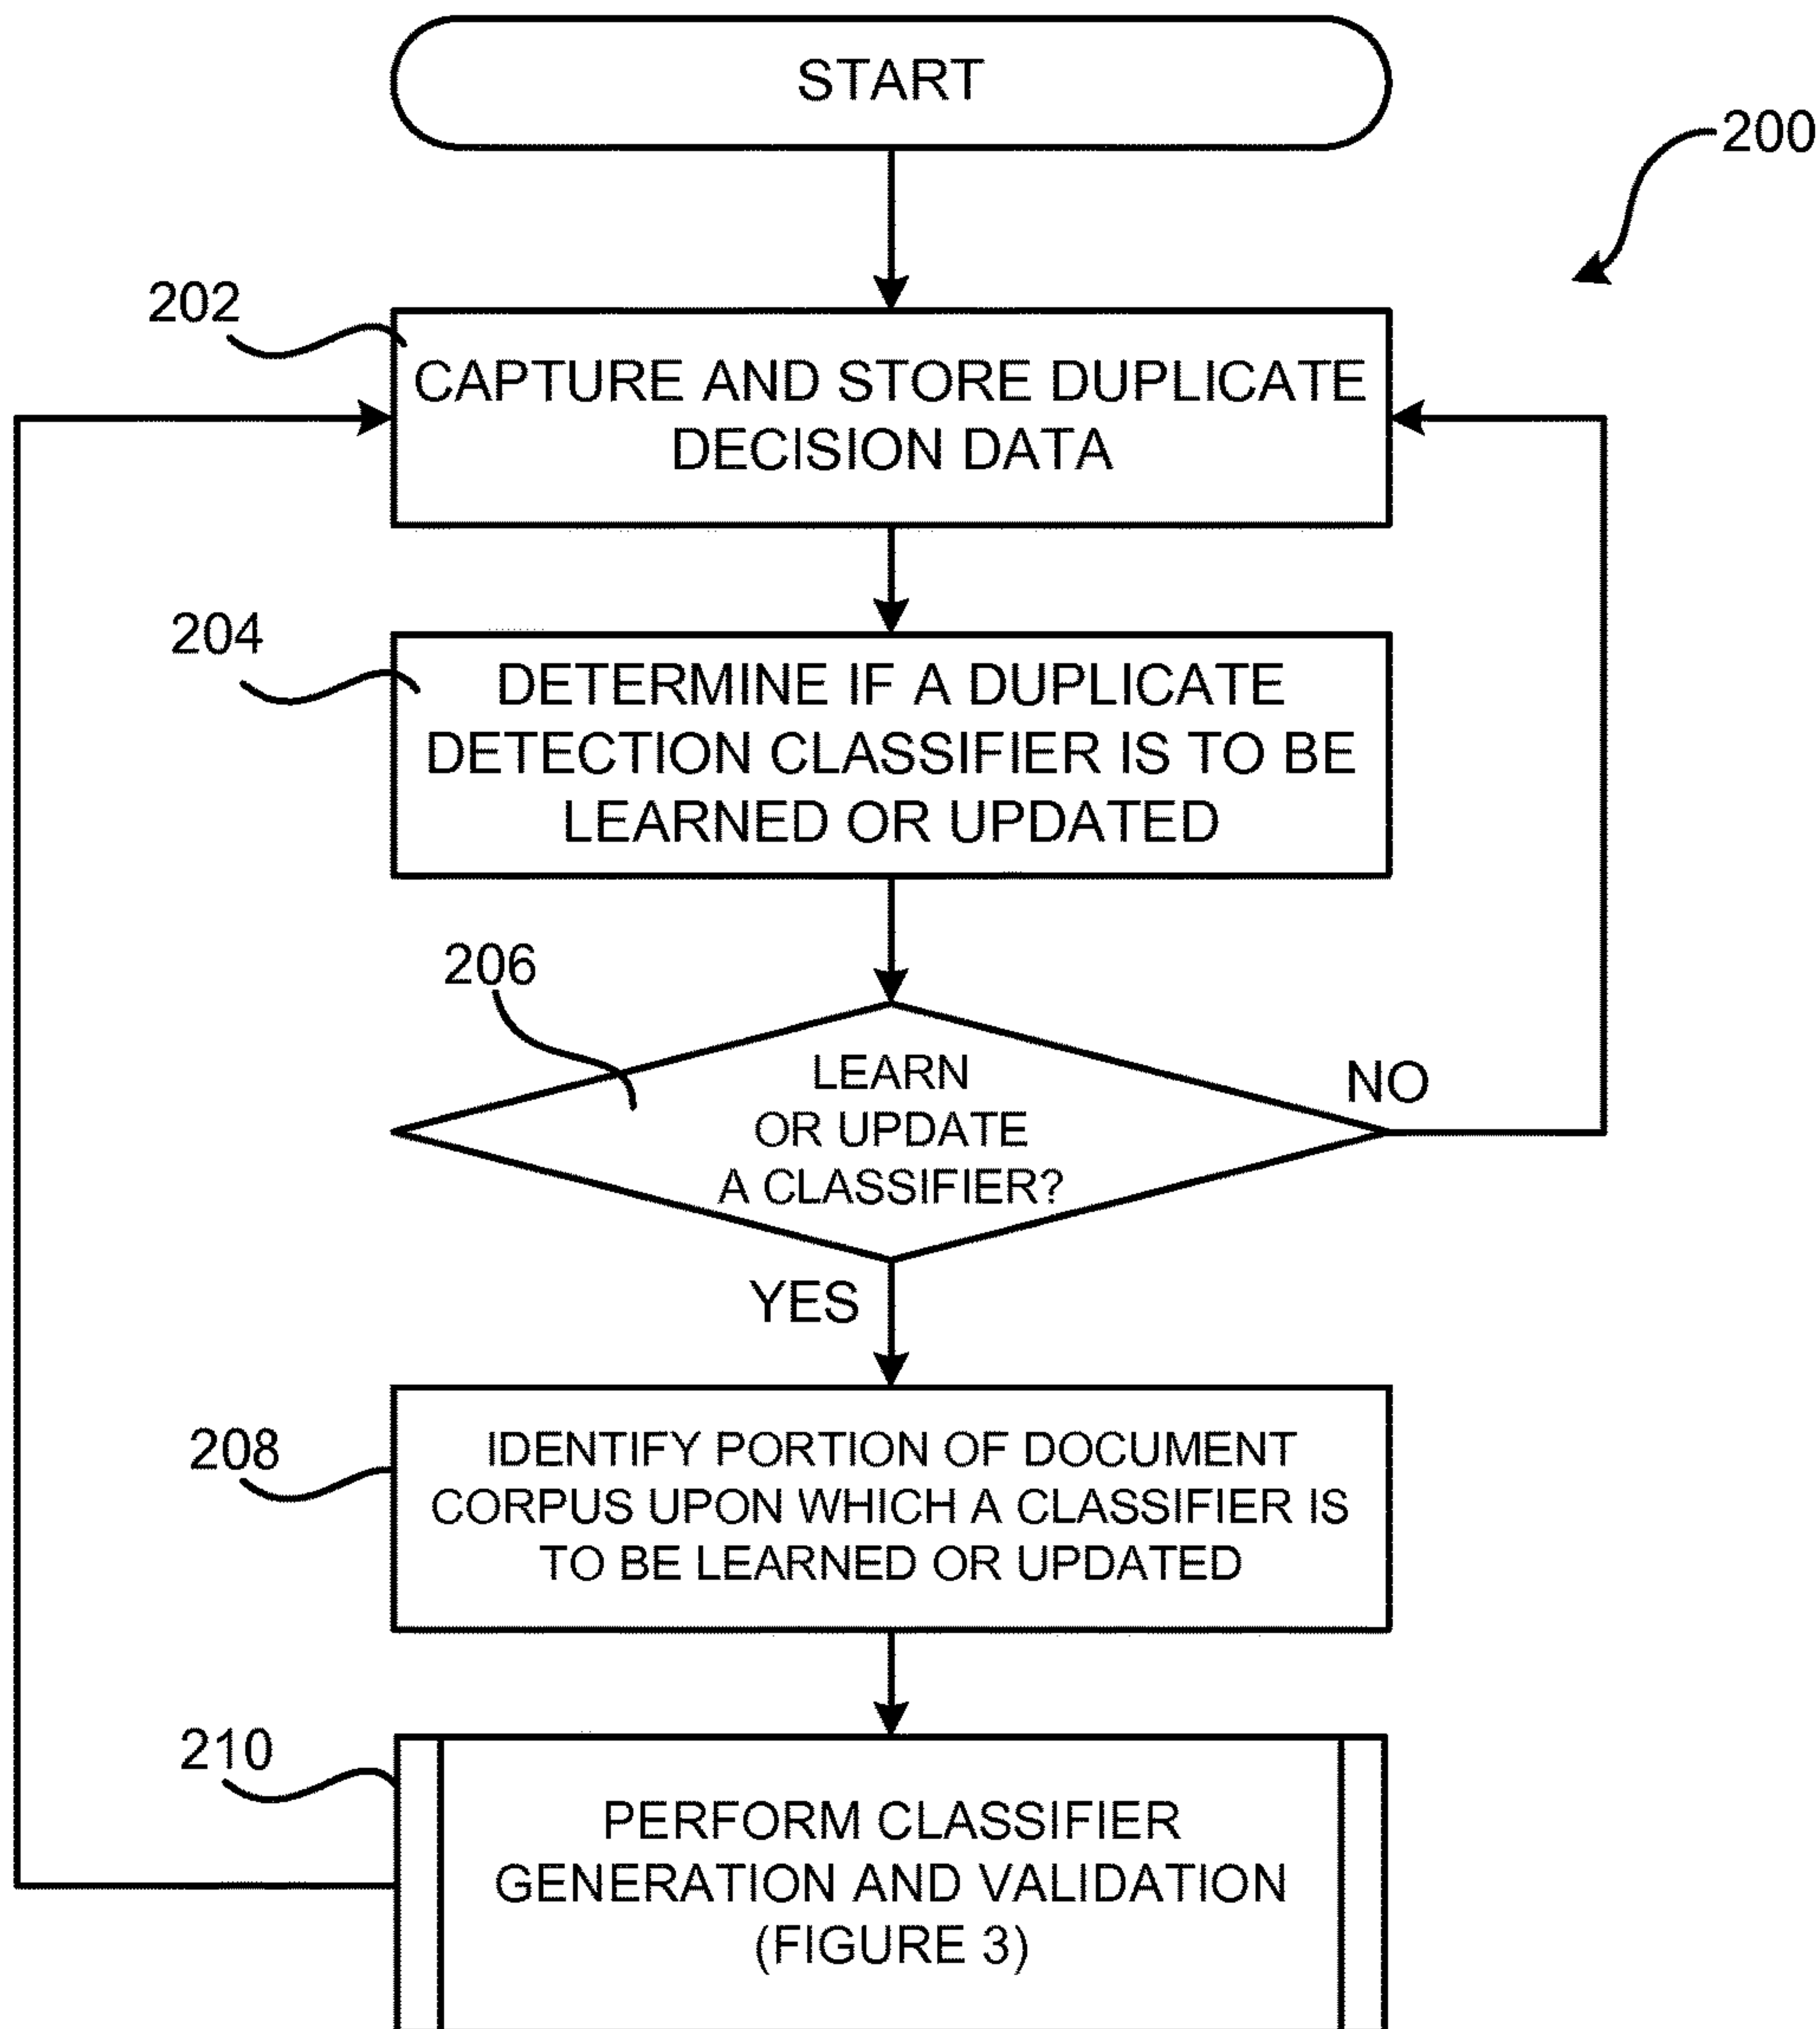 START
200
202
CAPTURE AND STORE DUPLICATE
DECISION DATA
204
DETERMINE IF A DUPLICATE
DETECTION CLASSIFIER IS TO BE
LEARNED OR UPDATED
206
LEARN
OR UPDATE
A CLASSIFIER?
NO
YES
208
IDENTIFY PORTION OF DOCUMENT
CORPUS UPON WHICH A CLASSIFIER IS
TO BE LEARNED OR UPDATED
210
PERFORM CLASSIFIER
GENERATION AND VALIDATION
(FIGURE 3)